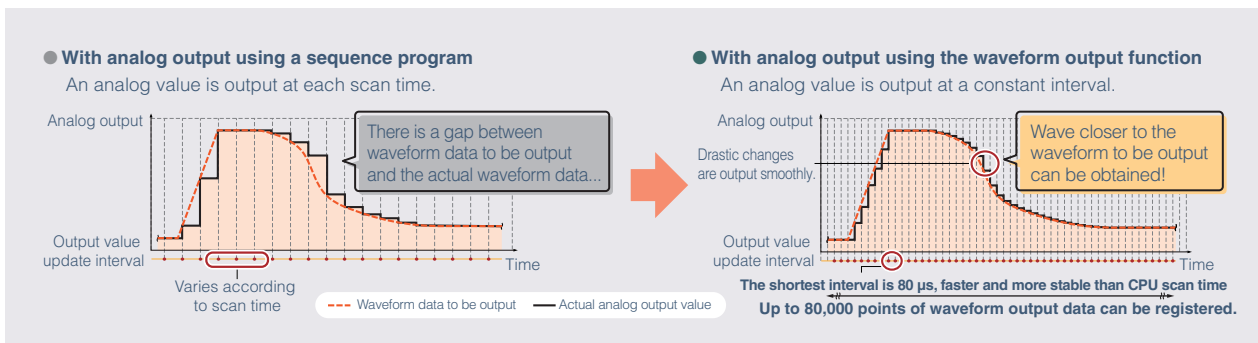 With analog output using a sequence program
An analog value is output at each scan time.
Analog output
There is a gap between
waveform data to be output
and the actual waveform data...
Output value
update interval
Time
Varies according
to scan time
Waveform data to be output
Actual analog output value
With analog output using the waveform output function
An analog value is output at a constant interval.
Analog output
Drastic changes
are output smoothly.
Wave closer to the
waveform to be output
can be obtained!
Output value
update interval
Time
The shortest interval is 80 µs, faster and more stable than CPU scan time
Up to 80,000 points of waveform output data can be registered.